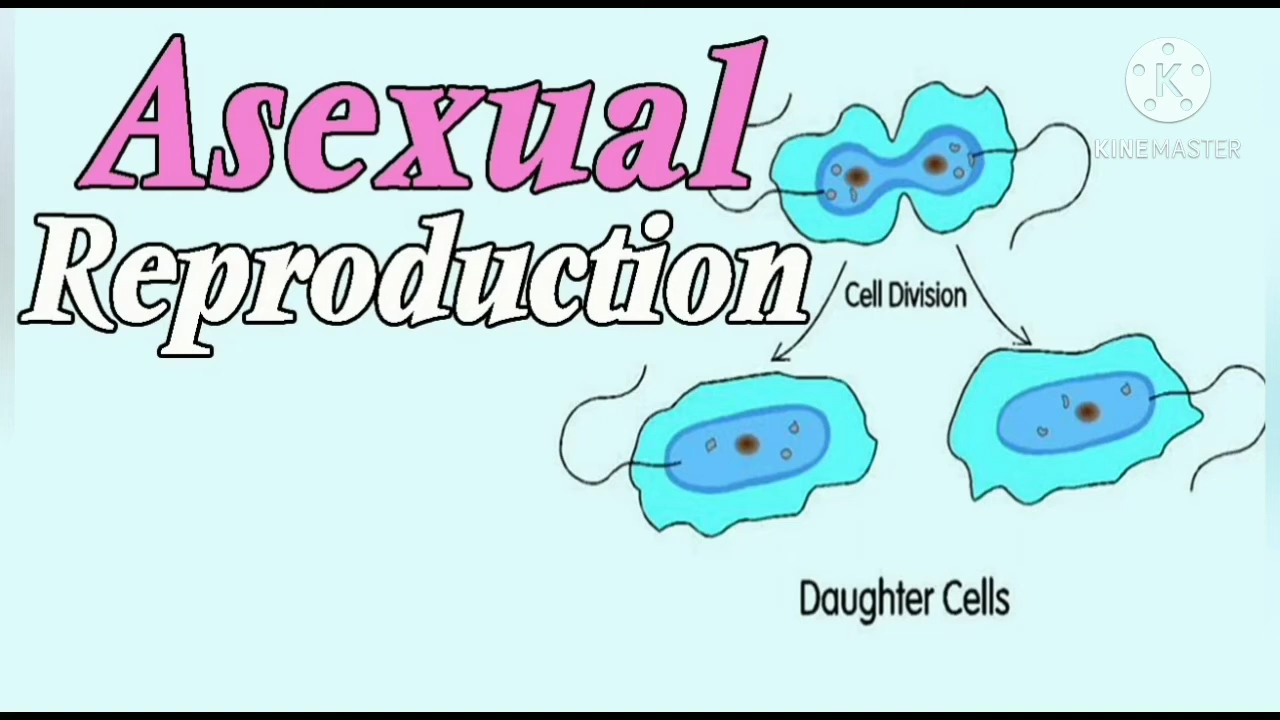 Asexual
Reproduction
K
KINEMASTER
Cell Division
Daughter Cells